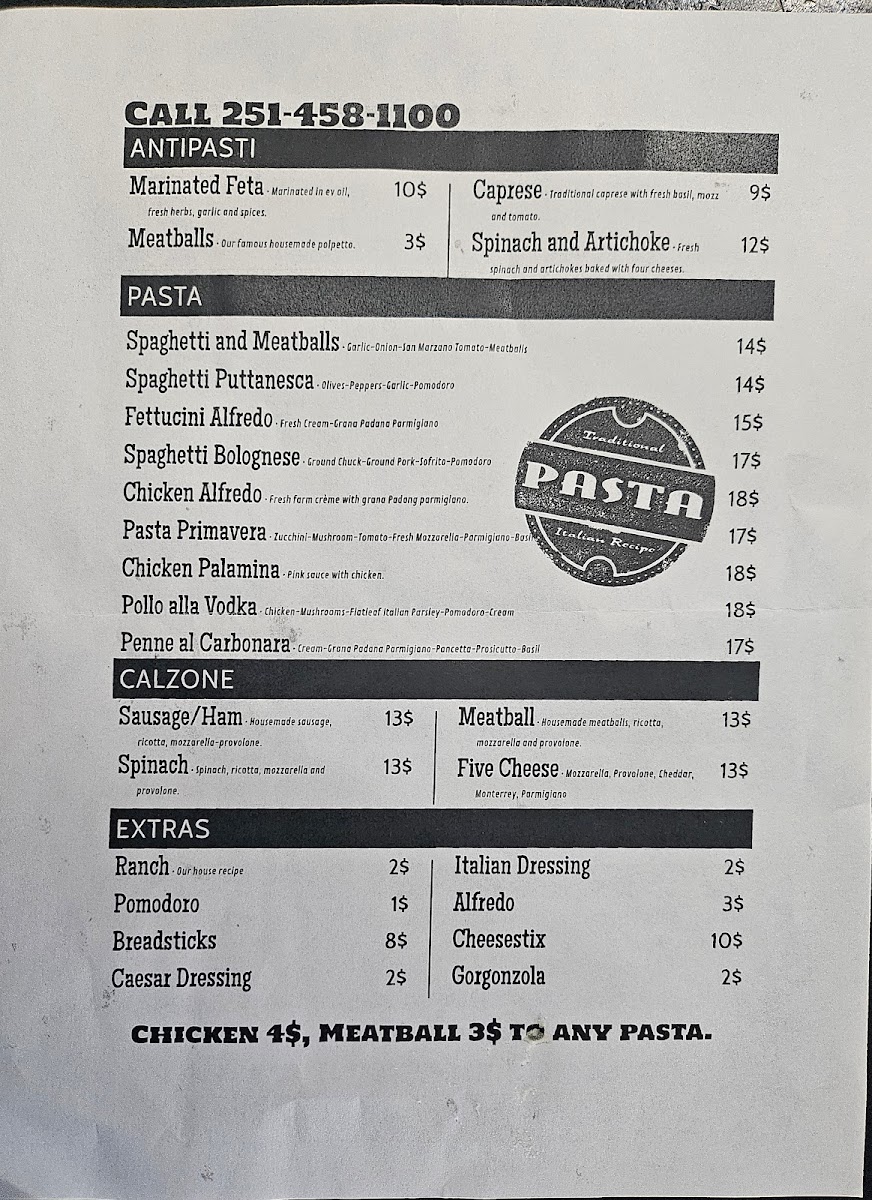 CALL 251-458-1100
ANTIPASTI
Marinated Feta - Marinated in ev oil, 10$
fresh herbs, garlic and spices.
Meatballs - Our famous housemade polpetto. 3$
Caprese - Traditional caprese with fresh basil, mozz 9$
and tomato.
Spinach and Artichoke - Fresh 12$
spinach and artichokes baked with four cheeses.
PASTA
Spaghetti and Meatballs - Garlic-Onion-San Marzano Tomato-Meatballs 14$
Spaghetti Puttanesca - Olives-Peppers-Garlic-Pomodoro 14$
Fettucini Alfredo - Fresh Cream-Grana Padana Parmigiano 15$
Spaghetti Bolognese - Ground Chuck-Ground Pork-Sofrito-Pomodoro 17$
Chicken Alfredo - Fresh farm crème with grana Padang parmigiano. 18$
Pasta Primavera - Zucchini-Mushroom-Tomato-Fresh Mozzarella-Parmigiano-Basil 17$
Chicken Palamina - Pink sauce with chicken. 18$
Pollo alla Vodka - Chicken-Mushrooms-Flatleaf Italian Parsley-Pomodoro-Cream 18$
Penne al Carbonara - Cream-Grana Padana Parmigiano-Pancetta-Prosicutto-Basil 17$
Traditional
PASTA
Italian Recipe
CALZONE
Sausage/Ham - Housemade sausage, 13$
ricotta, mozzarella-provolone.
Spinach - Spinach, ricotta, mozzarella and 13$
provolone.
Meatball - Housemade meatballs, ricotta, 13$
mozzarella and provolone.
Five Cheese - Mozzarella, Provolone, Cheddar, 13$
Monterrey, Parmigiano
EXTRAS
Ranch - Our house recipe 2$
Pomodoro 1$
Breadsticks 8$
Caesar Dressing 2$
Italian Dressing 2$
Alfredo 3$
Cheesestix 10$
Gorgonzola 2$
CHICKEN 4$, MEATBALL 3$ TO ANY PASTA.